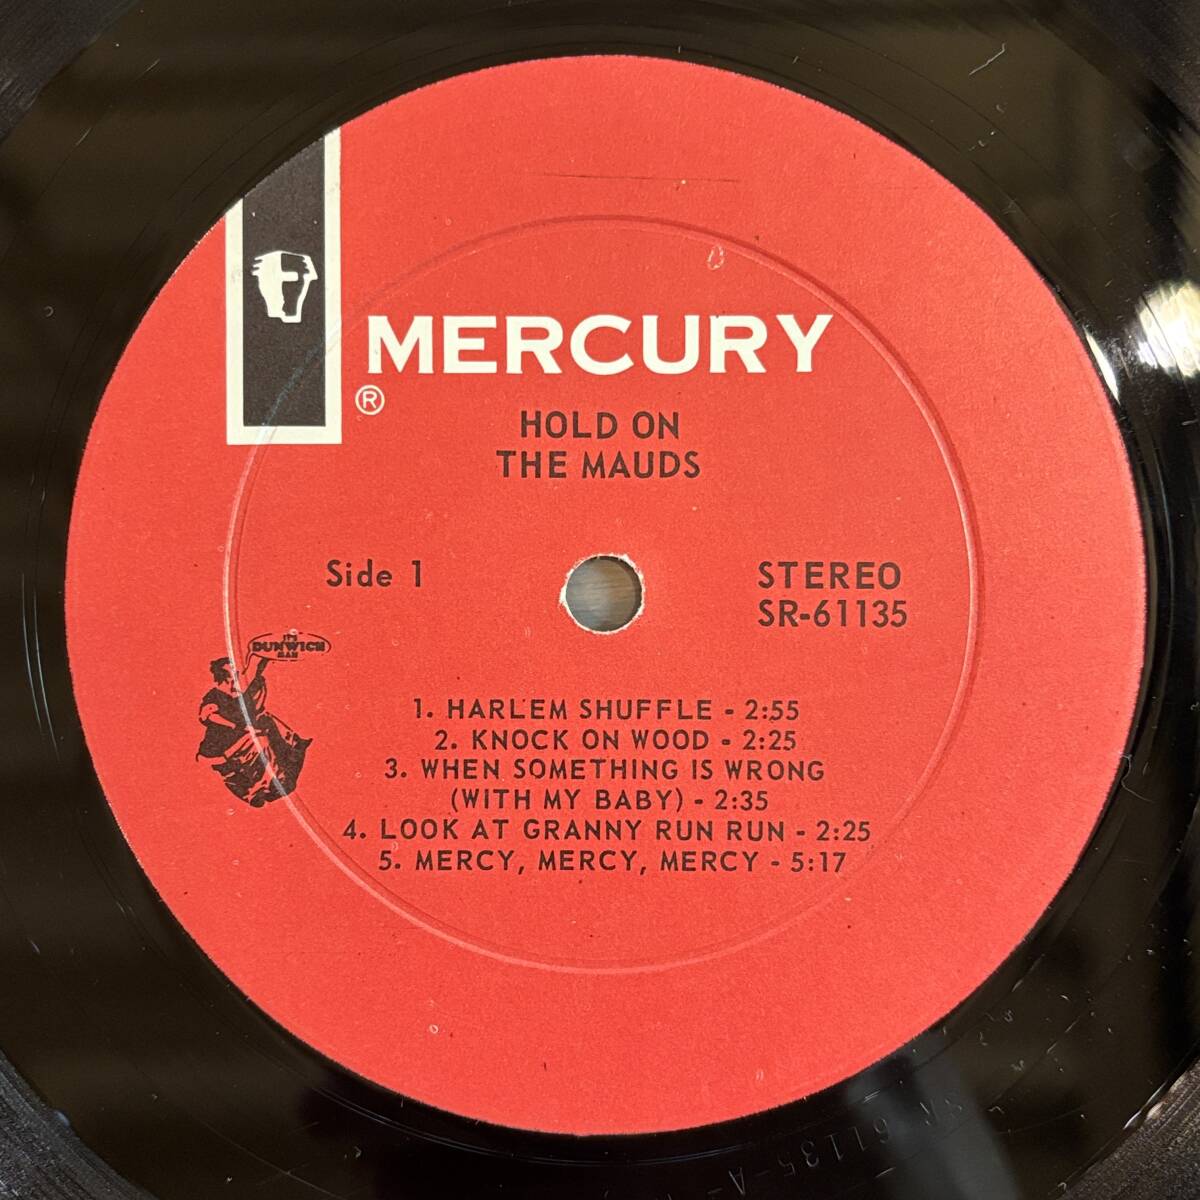 MERCURY
®
HOLD ON
THE MAUDS
Side 1
STEREO
SR-61135
IT'S
DUNWICH
MAN
1. HARLEM SHUFFLE - 2:55
2. KNOCK ON WOOD - 2:25
3. WHEN SOMETHING IS WRONG
(WITH MY BABY) - 2:35
4. LOOK AT GRANNY RUN RUN - 2:25
5. MERCY, MERCY, MERCY - 5:17
61135-A